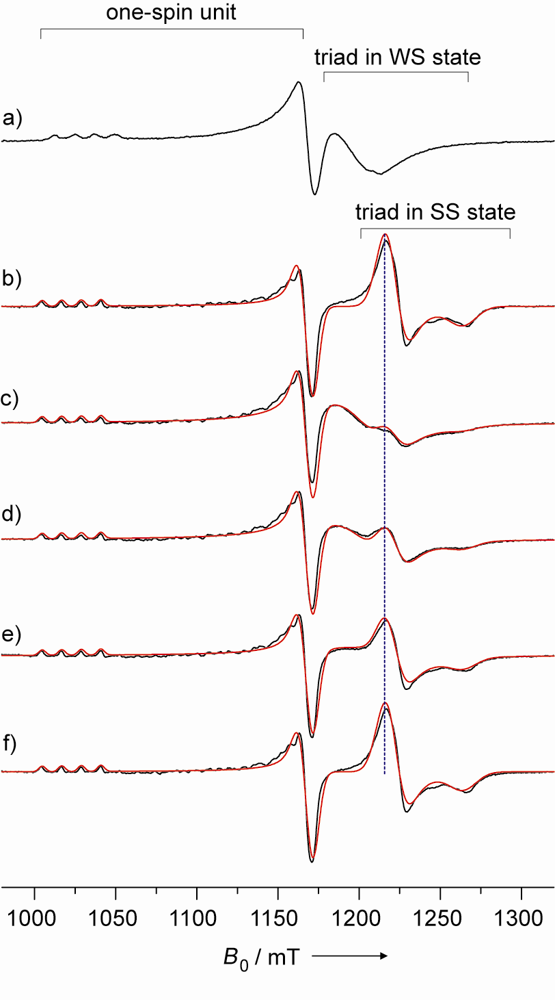 one-spin unit
triad in WS state
a)
triad in SS state
b)
c)
d)
e)
f)
1000 1050 1100 1150 1200 1250 1300
B0 / mT